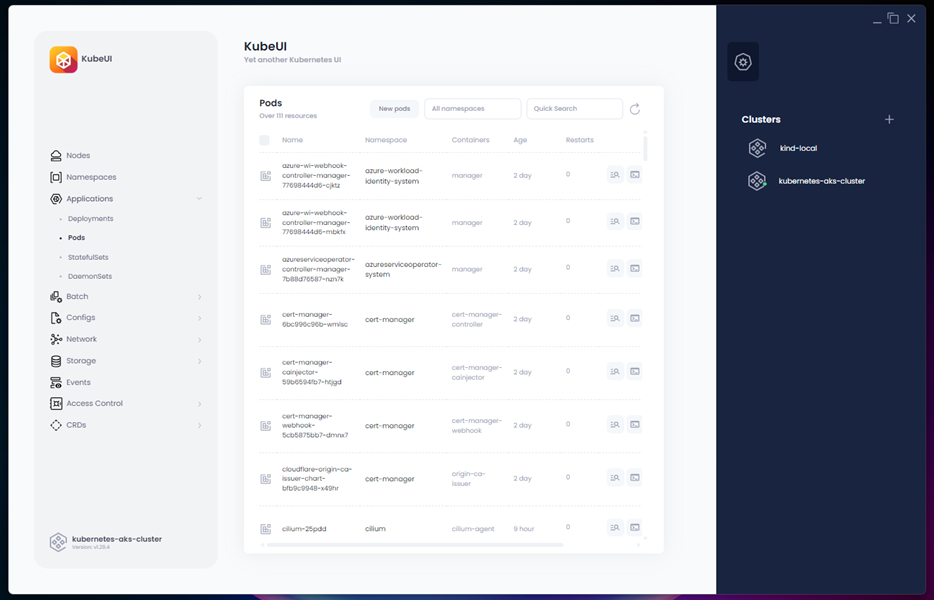 KubeUI
Nodes
Namespaces
Applications
Deployments
Pods
StatefulSets
DaemonSets
Batch
Configs
Network
Storage
Events
Access Control
CRDs
kubernetes-aks-cluster
Version: v1.29.4
KubeUI
Yet another Kubernetes UI
Pods
Over 111 resources
New pods
All namespaces
Quick Search
Name Namespace Containers Age Restarts
azure-wi-webhook-
controller-manager-
77698444d6-cjktz
azure-workload-
identity-system
manager
2 day
0
azure-wi-webhook-
controller-manager-
77698444d6-mbkfx
azure-workload-
identity-system
manager
2 day
0
azureserviceoperator-
controller-manager-
7b88d76587-nzn7k
azureserviceoperator-
system
manager
2 day
0
cert-manager-
6bc996c96b-wmlsc
cert-manager
cert-manager-
controller
2 day
0
cert-manager-
cainjector-
59b6594fb7-htjgd
cert-manager
cert-manager-
cainjector
2 day
0
cert-manager-
webhook-
5cb5875bb7-dmnx7
cert-manager
cert-manager-
webhook
2 day
0
cloudflare-origin-ca-
issuer-chart-
bfb9c9948-x49hr
cert-manager
origin-ca-
issuer
2 day
0
cilium-25pdd
cilium
cilium-agent
9 hour
0
Clusters
kind-local
kubernetes-aks-cluster